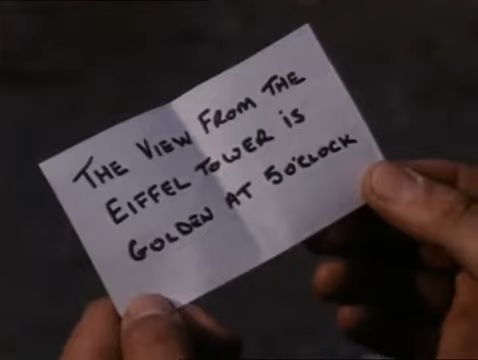 THE VIEW FROM THE
EIFFEL TOWER IS
GOLDEN AT 5 O'CLOCK